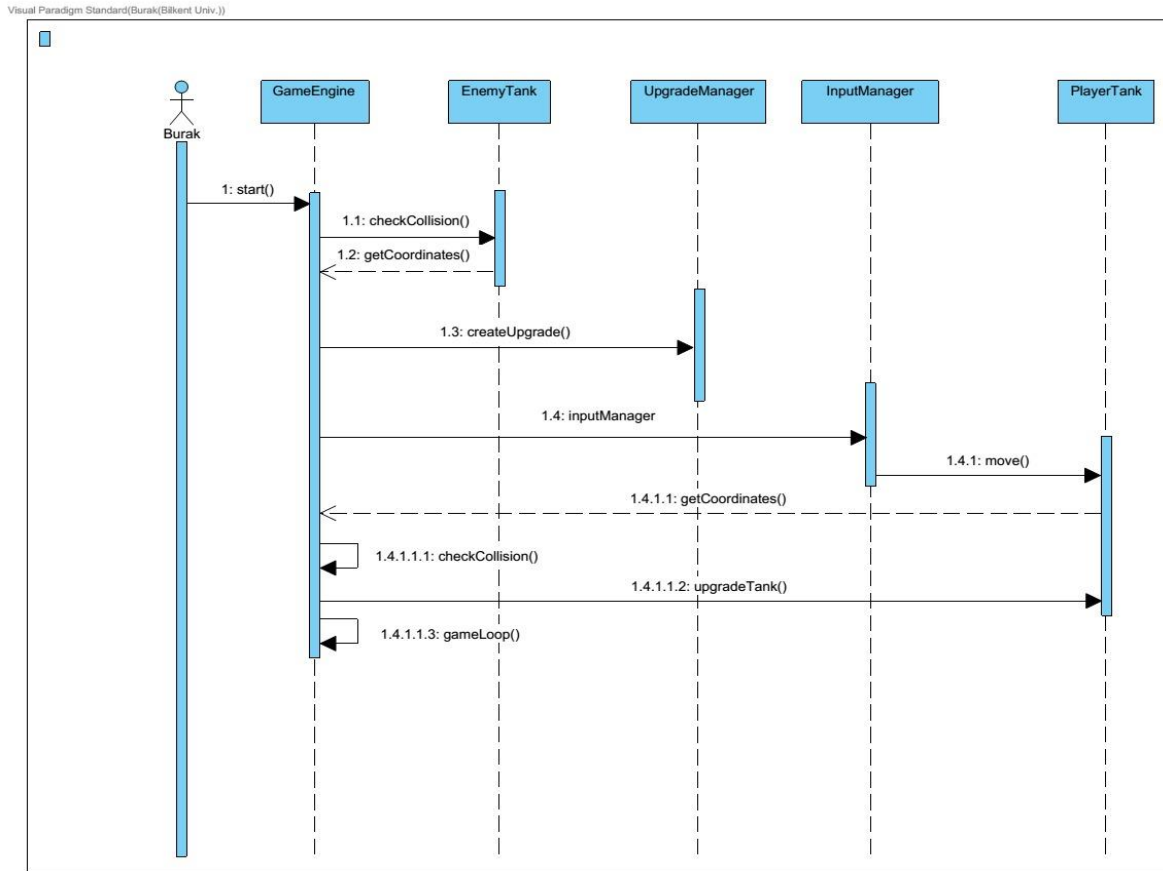 Visual Paradigm Standard(Burak(Bilkent Univ.))
GameEngine
EnemyTank
UpgradeManager
InputManager
PlayerTank
Burak
1: start()
1.1: checkCollision()
1.2: getCoordinates()
1.3: createUpgrade()
1.4: inputManager
1.4.1: move()
1.4.1.1: getCoordinates()
1.4.1.1.1: checkCollision()
1.4.1.1.2: upgradeTank()
1.4.1.1.3: gameLoop()